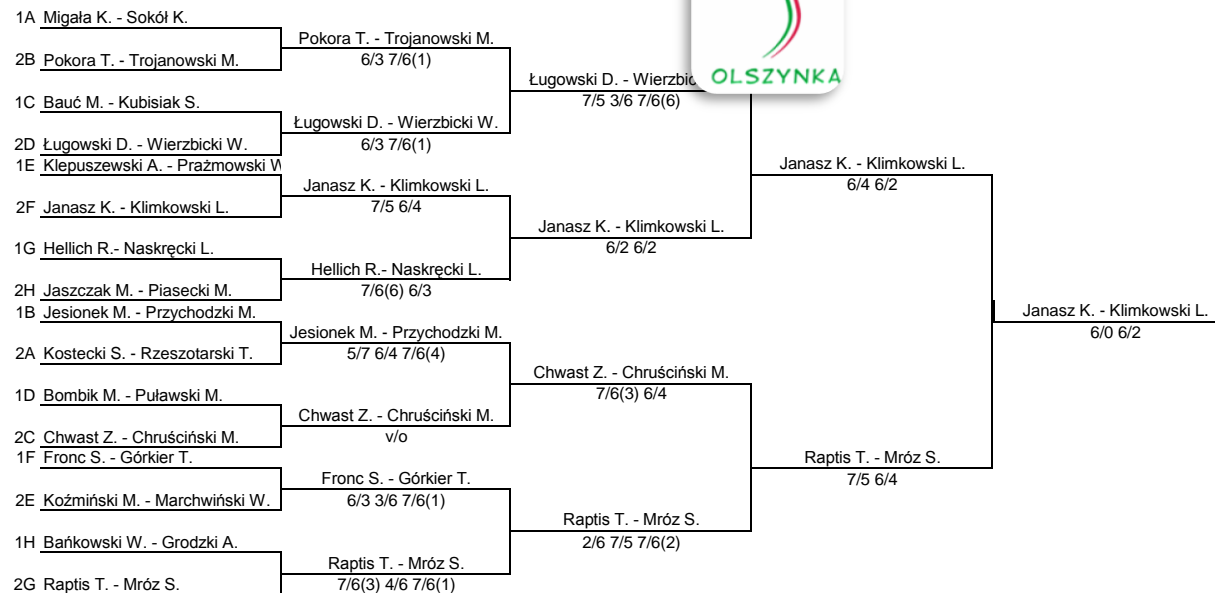 1A Migała K. - Sokół K.
2B Pokora T. - Trojanowski M.
1C Bauć M. - Kubisiak S.
2D Ługowski D. - Wierzbicki W.
1E Klepuszewski A. - Prażmowski W
2F Janasz K. - Klimkowski L.
1G Hellich R.- Naskręcki L.
2H Jaszczak M. - Piasecki M.
1B Jesionek M. - Przychodzki M.
2A Kostecki S. - Rzeszotarski T.
1D Bombik M. - Puławski M.
2C Chwast Z. - Chruściński M.
1F Fronc S. - Górkier T.
2E Koźmiński M. - Marchwiński W.
1H Bańkowski W. - Grodzki A.
2G Raptis T. - Mróz S.
Pokora T. - Trojanowski M.
6/3 7/6(1)
Ługowski D. - Wierzbicki W.
6/3 7/6(1)
Janasz K. - Klimkowski L.
7/5 6/4
Hellich R.- Naskręcki L.
7/6(6) 6/3
Jesionek M. - Przychodzki M.
5/7 6/4 7/6(4)
Chwast Z. - Chruściński M.
v/o
Fronc S. - Górkier T.
6/3 3/6 7/6(1)
Raptis T. - Mróz S.
7/6(3) 4/6 7/6(1)
Ługowski D. - Wierzbic
7/5 3/6 7/6(6)
Janasz K. - Klimkowski L.
6/2 6/2
Chwast Z. - Chruściński M.
7/6(3) 6/4
Raptis T. - Mróz S.
2/6 7/5 7/6(2)
OLSZYNKA
Janasz K. - Klimkowski L.
6/4 6/2
Raptis T. - Mróz S.
7/5 6/4
Janasz K. - Klimkowski L.
6/0 6/2